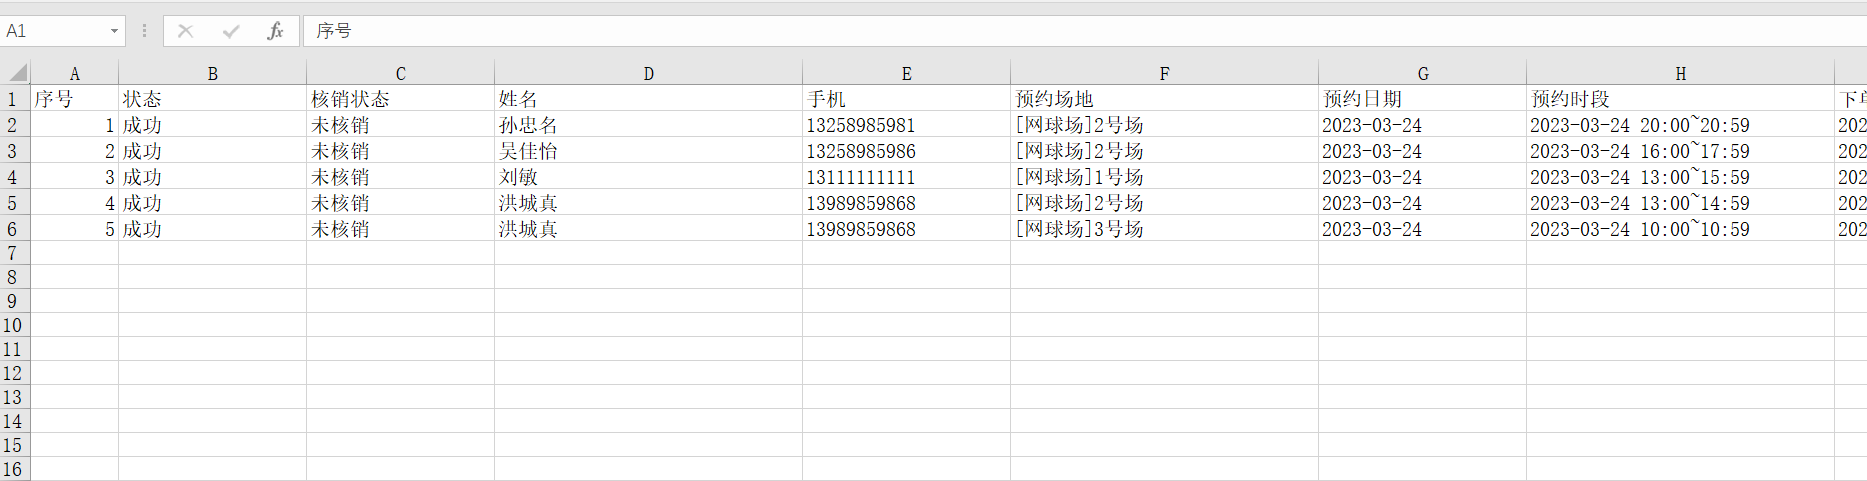 A1 fx 序号
A B C D E F G H
1 序号 状态 核销状态 姓名 手机 预约场地 预约日期 预约时段 下单
2 1 成功 未核销 孙忠名 13258985981 [网球场]2号场 2023-03-24 2023-03-24 20:00~20:59 202
3 2 成功 未核销 吴佳怡 13258985986 [网球场]2号场 2023-03-24 2023-03-24 16:00~17:59 202
4 3 成功 未核销 刘敏 13111111111 [网球场]1号场 2023-03-24 2023-03-24 13:00~15:59 202
5 4 成功 未核销 洪城真 13989859868 [网球场]2号场 2023-03-24 2023-03-24 13:00~14:59 202
6 5 成功 未核销 洪城真 13989859868 [网球场]3号场 2023-03-24 2023-03-24 10:00~10:59 202
7
8
9
10
11
12
13
14
15
16